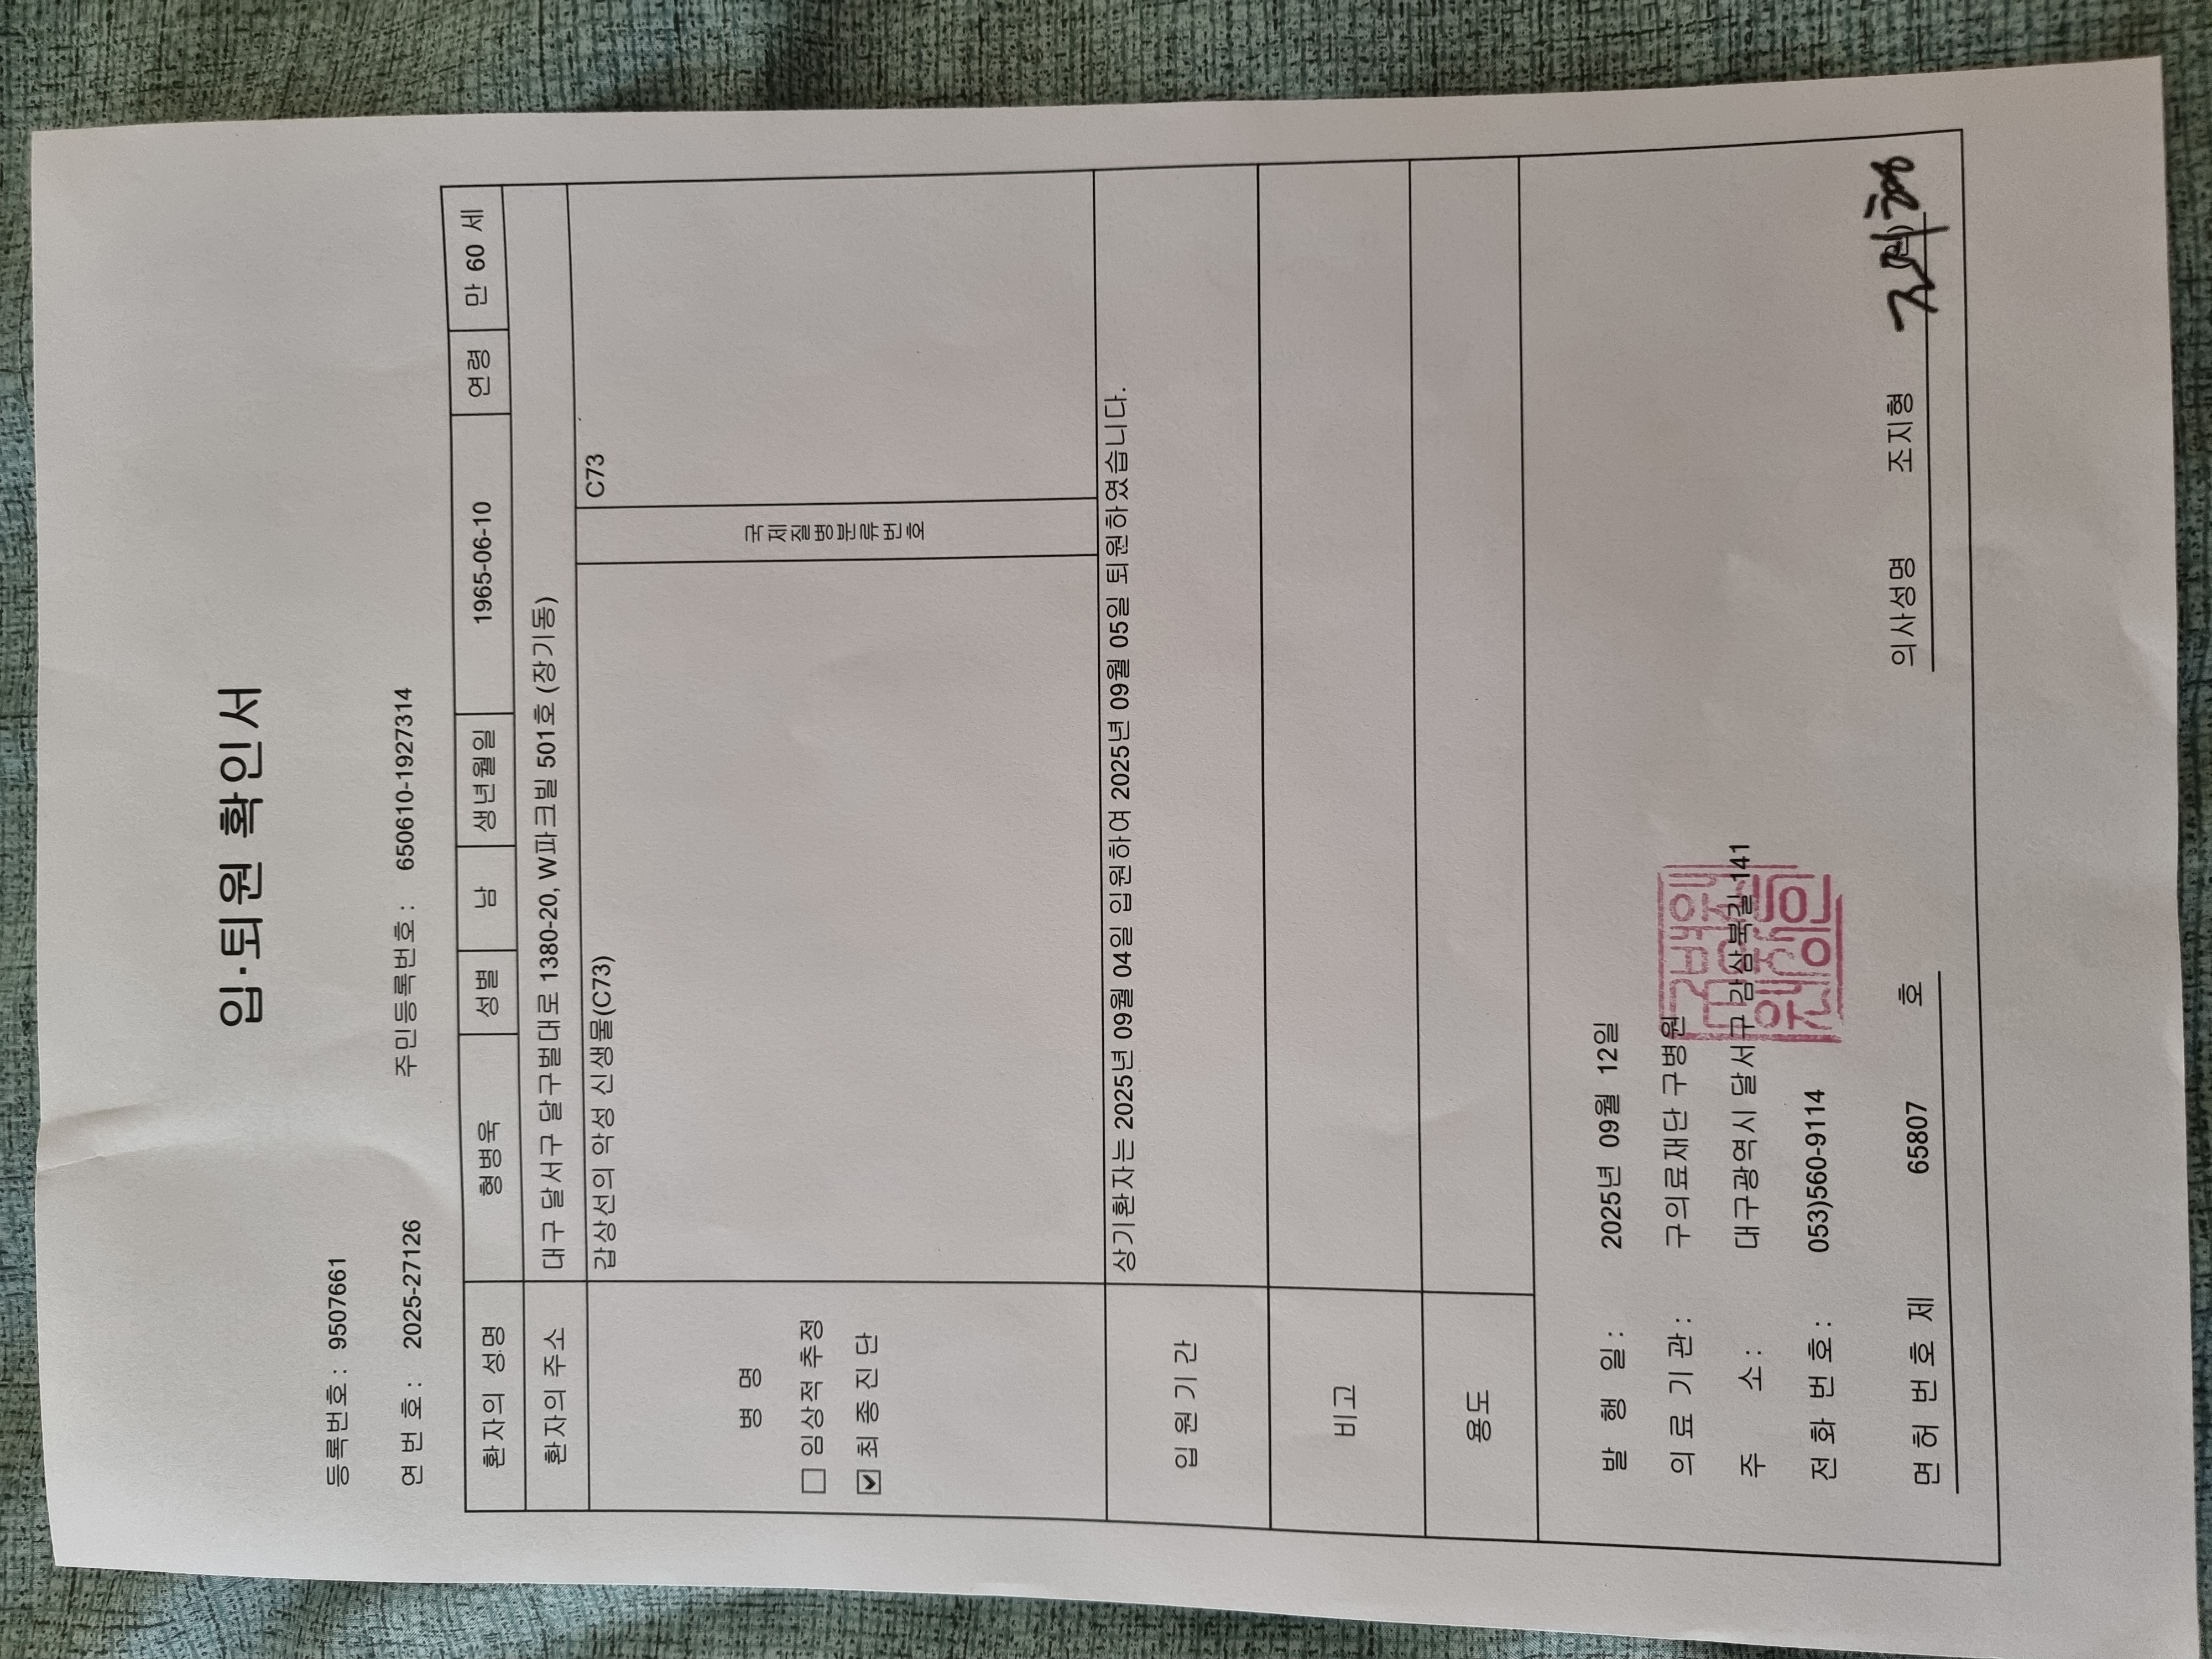 입·퇴원 확인서
등록번호 : 9507661
연 번 호 : 2025-27126 주민등록번호 : 650610-1927314
환자의 성명 형병욱 성별 남 생년월일 1965-06-10 연령 만 60 세
환자의 주소 대구 달서구 달구벌대로 1380-20, W파크빌 501호 (장기동)
병 명
□ 임상적 추정
☑ 최 종 진 단
갑상선의 악성 신생물(C73)
국제질병분류번호
C73
입 원 기 간 상기환자는 2025년 09월 04일 입원하여 2025년 09월 05일 퇴원하였습니다.
비고
용도
발 행 일 : 2025년 09월 12일
의 료 기 관 : 구의료재단 구병원
주 소 : 대구광역시 달서구 감삼북길 141
전 화 번 호 : 053)560-9114
면 허 번 호 제 65807 호 의사성명 조지형 (인)